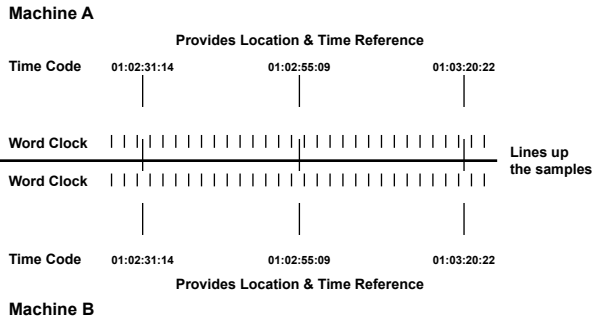 Machine A
Provides Location & Time Reference
Time Code 01:02:31:14 01:02:55:09 01:03:20:22
Word Clock
Lines up
the samples
Word Clock
Time Code 01:02:31:14 01:02:55:09 01:03:20:22
Provides Location & Time Reference
Machine B